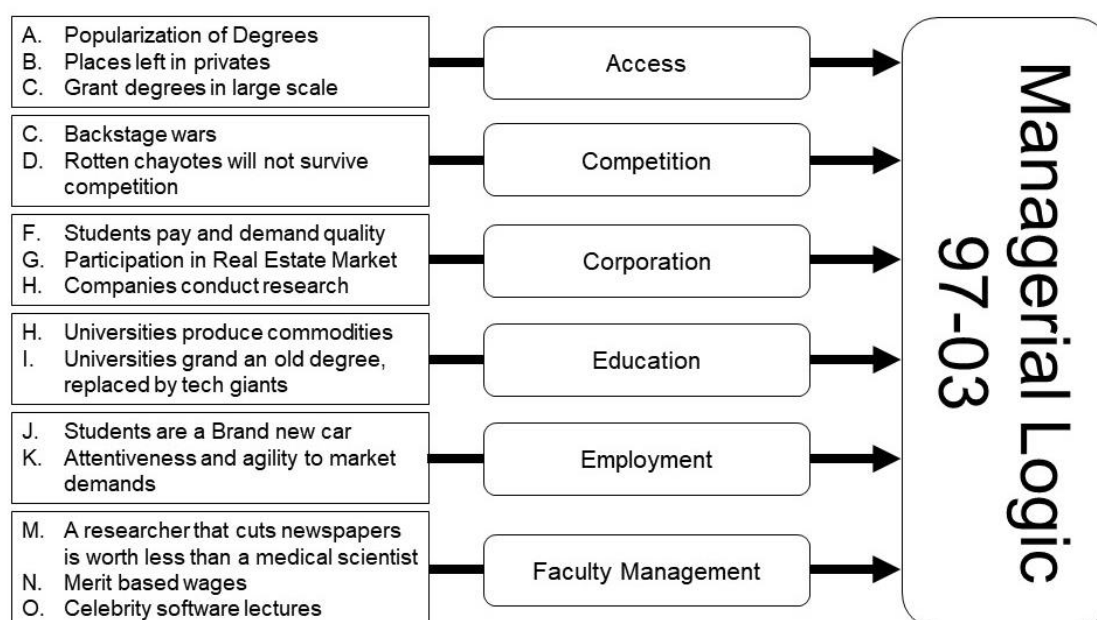 A. Popularization of Degrees
B. Places left in privates
C. Grant degrees in large scale
Access
C. Backstage wars
D. Rotten chayotes will not survive
competition
Competition
F. Students pay and demand quality
G. Participation in Real Estate Market
H. Companies conduct research
Corporation
H. Universities produce commodities
I. Universities grand an old degree,
replaced by tech giants
Education
J. Students are a Brand new car
K. Attentiveness and agility to market
demands
Employment
M. A researcher that cuts newspapers
is worth less than a medical scientist
N. Merit based wages
O. Celebrity software lectures
Faculty Management
Managerial Logic
97-03